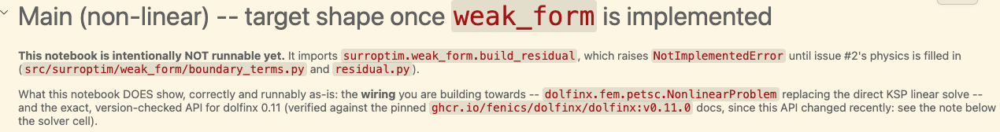 Main (non-linear) -- target shape once weak_form is implemented
This notebook is intentionally NOT runnable yet. It imports surroptim.weak_form.build_residual, which raises NotImplementedError until issue #2's physics is filled in
(src/surroptim/weak_form/boundary_terms.py and residual.py).
What this notebook DOES show, correctly and runnably as-is: the wiring you are building towards -- dolfinx.fem.petsc.NonlinearProblem replacing the direct KSP linear solve --
and the exact, version-checked API for dolfinx 0.11 (verified against the pinned ghcr.io/fenics/dolfinx/dolfinx:v0.11.0 docs, since this API changed recently: see the note below
the solver cell).